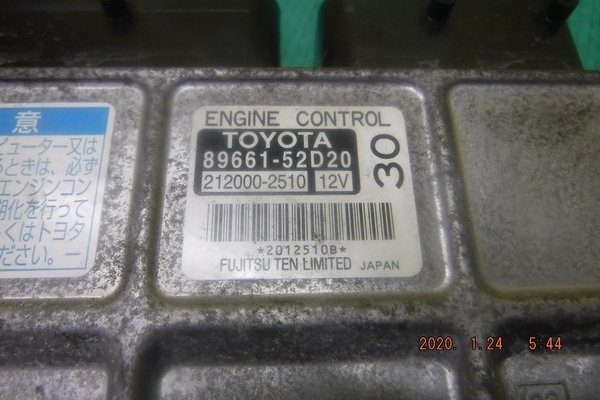 意
ピューター又は
るときは、必ず
エンジンコン
期化を行って
くはトヨタ
ださい。
ENGINE CONTROL
TOYOTA
89661-52D20
212000-2510 12V
30
*2012510B*
FUJITSU TEN LIMITED JAPAN
2020. 1.24 5:44